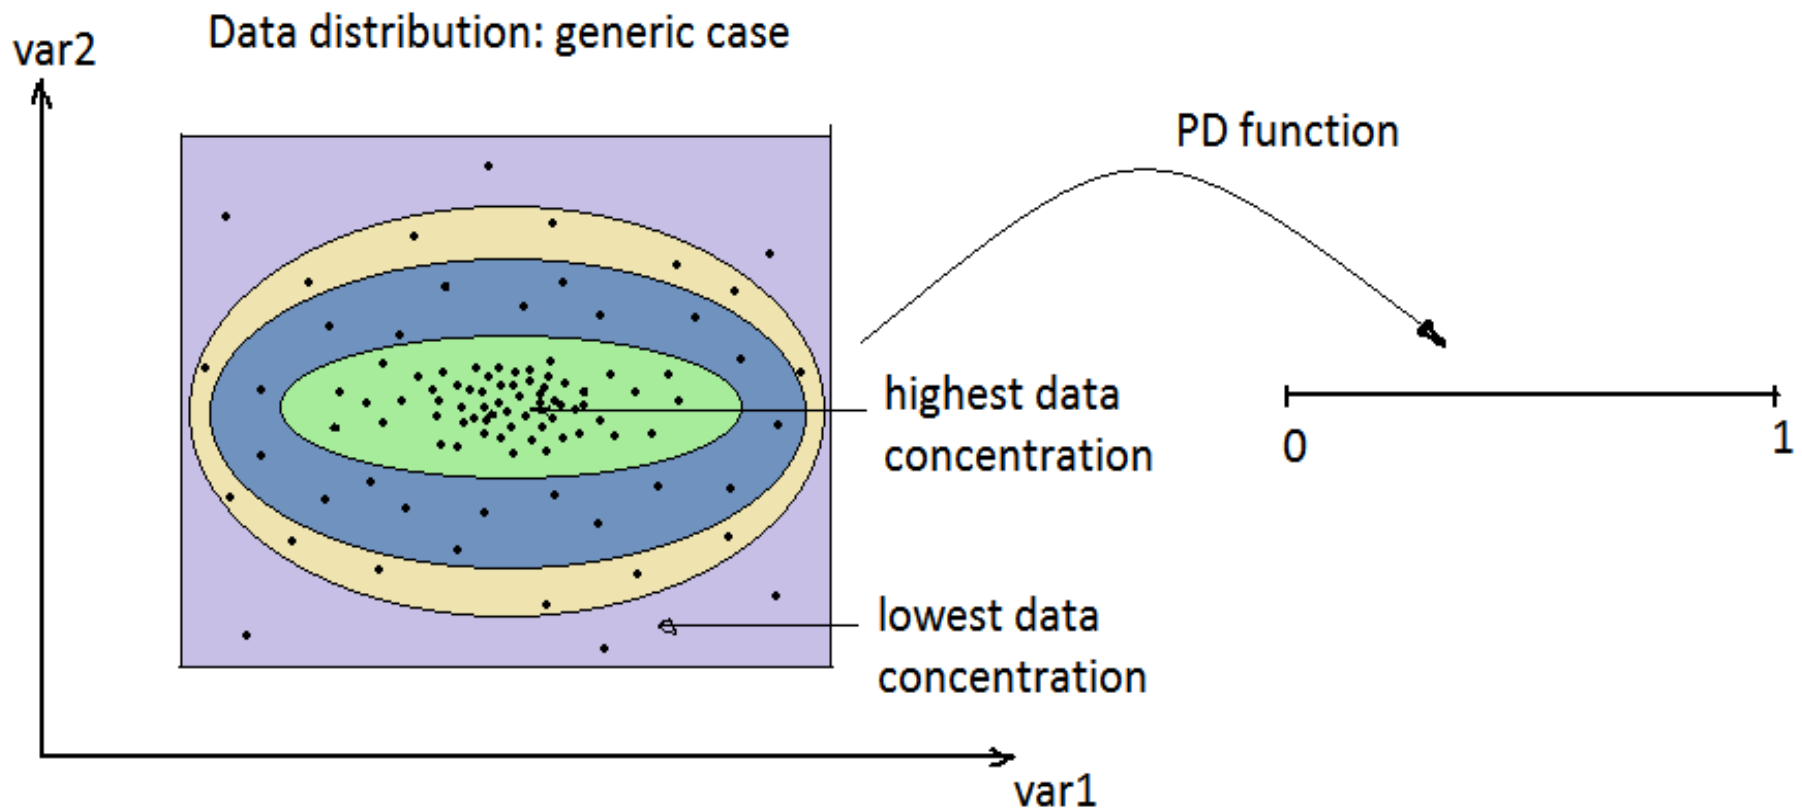 Data distribution: generic case
var2
PD function
highest data
concentration
0
1
lowest data
concentration
var1